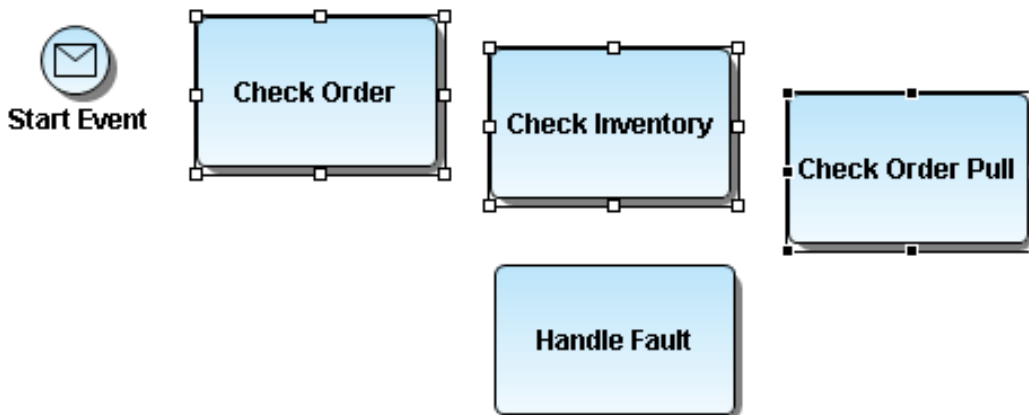 Start Event
Check Order
Check Inventory
Check Order Pull
Handle Fault